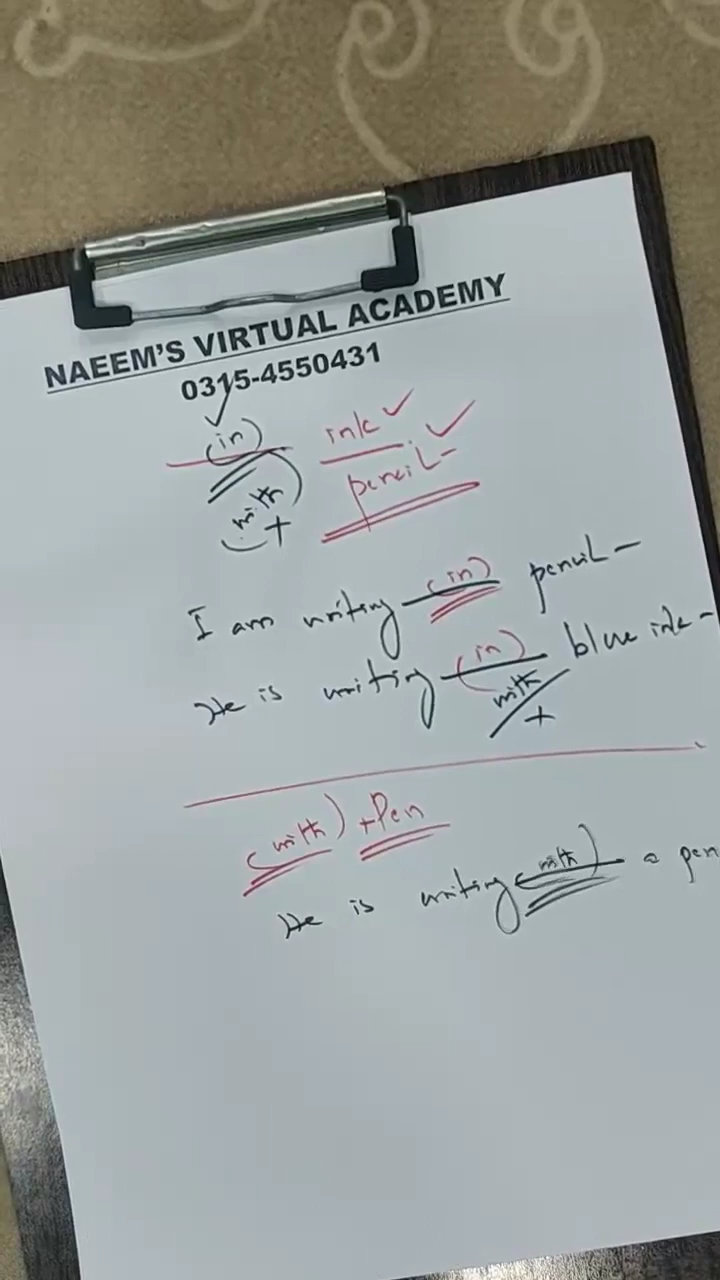 NAEEM'S VIRTUAL ACADEMY
0315-4550431
(in) ink ✓
(with) + pencil ✓
I am writing (in) pencil -
He is writing (in) blue ink -
with +
(with) + Pen
He is writing with) a pen